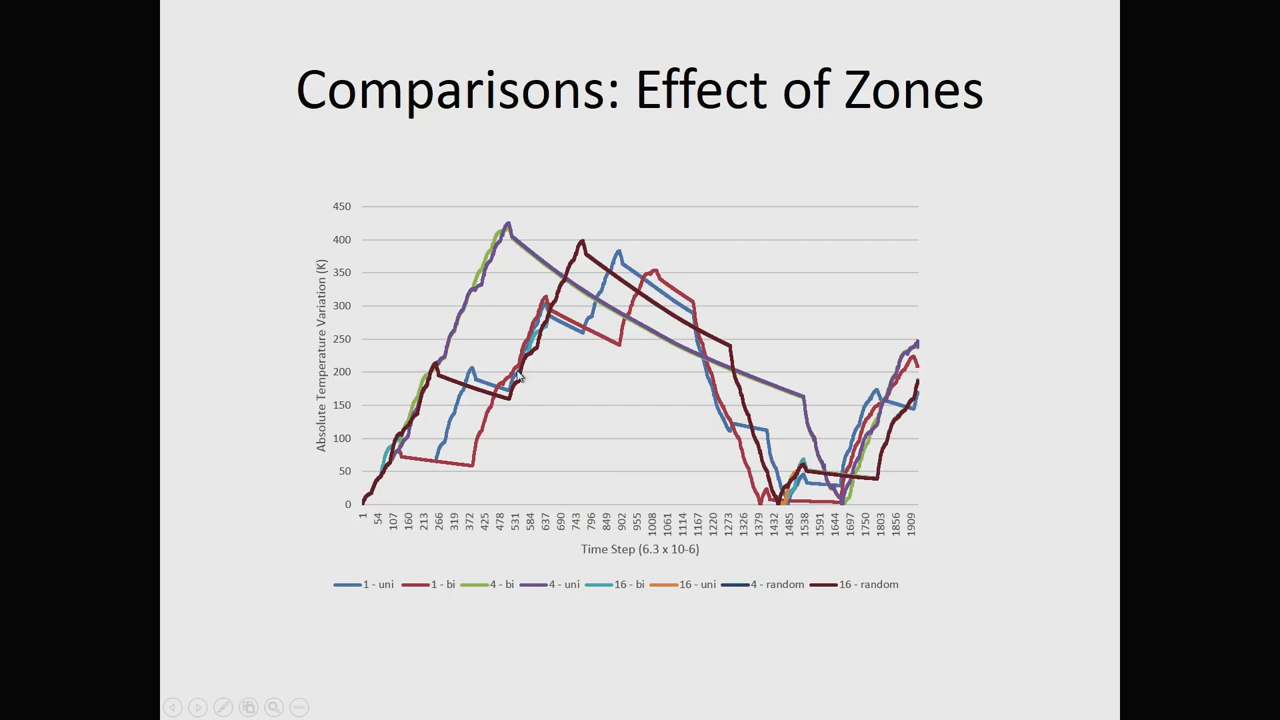 Comparisons: Effect of Zones
450
400
350
300
250
200
150
100
50
0
Absolute Temperature Variation (K)
1 54 107 160 213 266 319 372 425 478 531 584 637 690 743 796 849 902 955 1008 1061 1114 1167 1220 1273 1326 1379 1432 1485 1538 1591 1644 1697 1750 1803 1856 1909
Time Step (6.3 x 10-6)
1 - uni 1 - bi 4 - bi 4 - uni 16 - bi 16 - uni 4 - random 16 - random